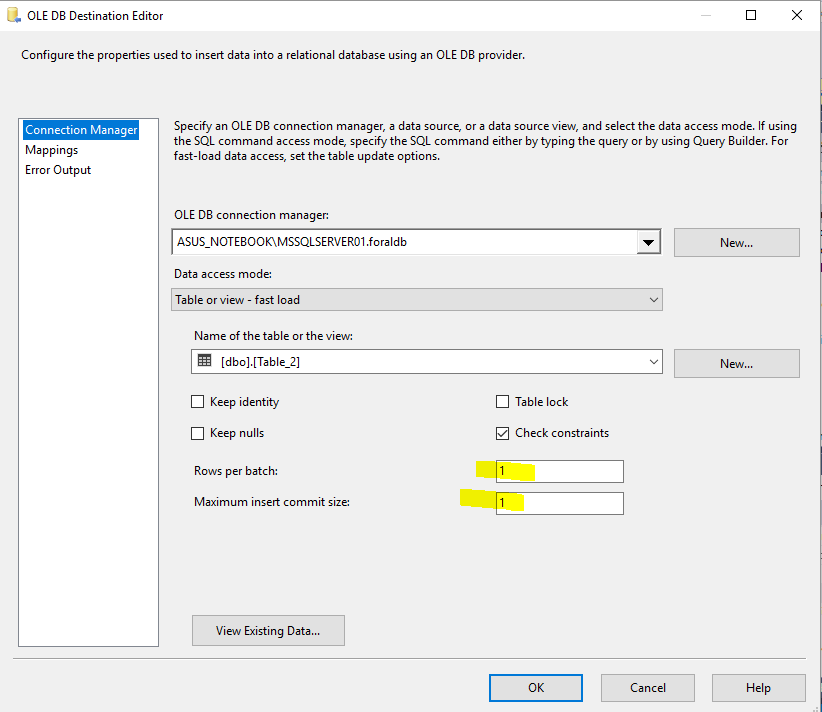 OLE DB Destination Editor
Configure the properties used to insert data into a relational database using an OLE DB provider.
Connection Manager
Mappings
Error Output
Specify an OLE DB connection manager, a data source, or a data source view, and select the data access mode. If using
the SQL command access mode, specify the SQL command either by typing the query or by using Query Builder. For
fast-load data access, set the table update options.
OLE DB connection manager:
ASUS_NOTEBOOK\MSSQLSERVER01.foraldb
New...
Data access mode:
Table or view - fast load
Name of the table or the view:
[dbo].[Table_2]
New...
Keep identity
Table lock
Keep nulls
Check constraints
Rows per batch:
1
Maximum insert commit size:
1
View Existing Data...
OK
Cancel
Help